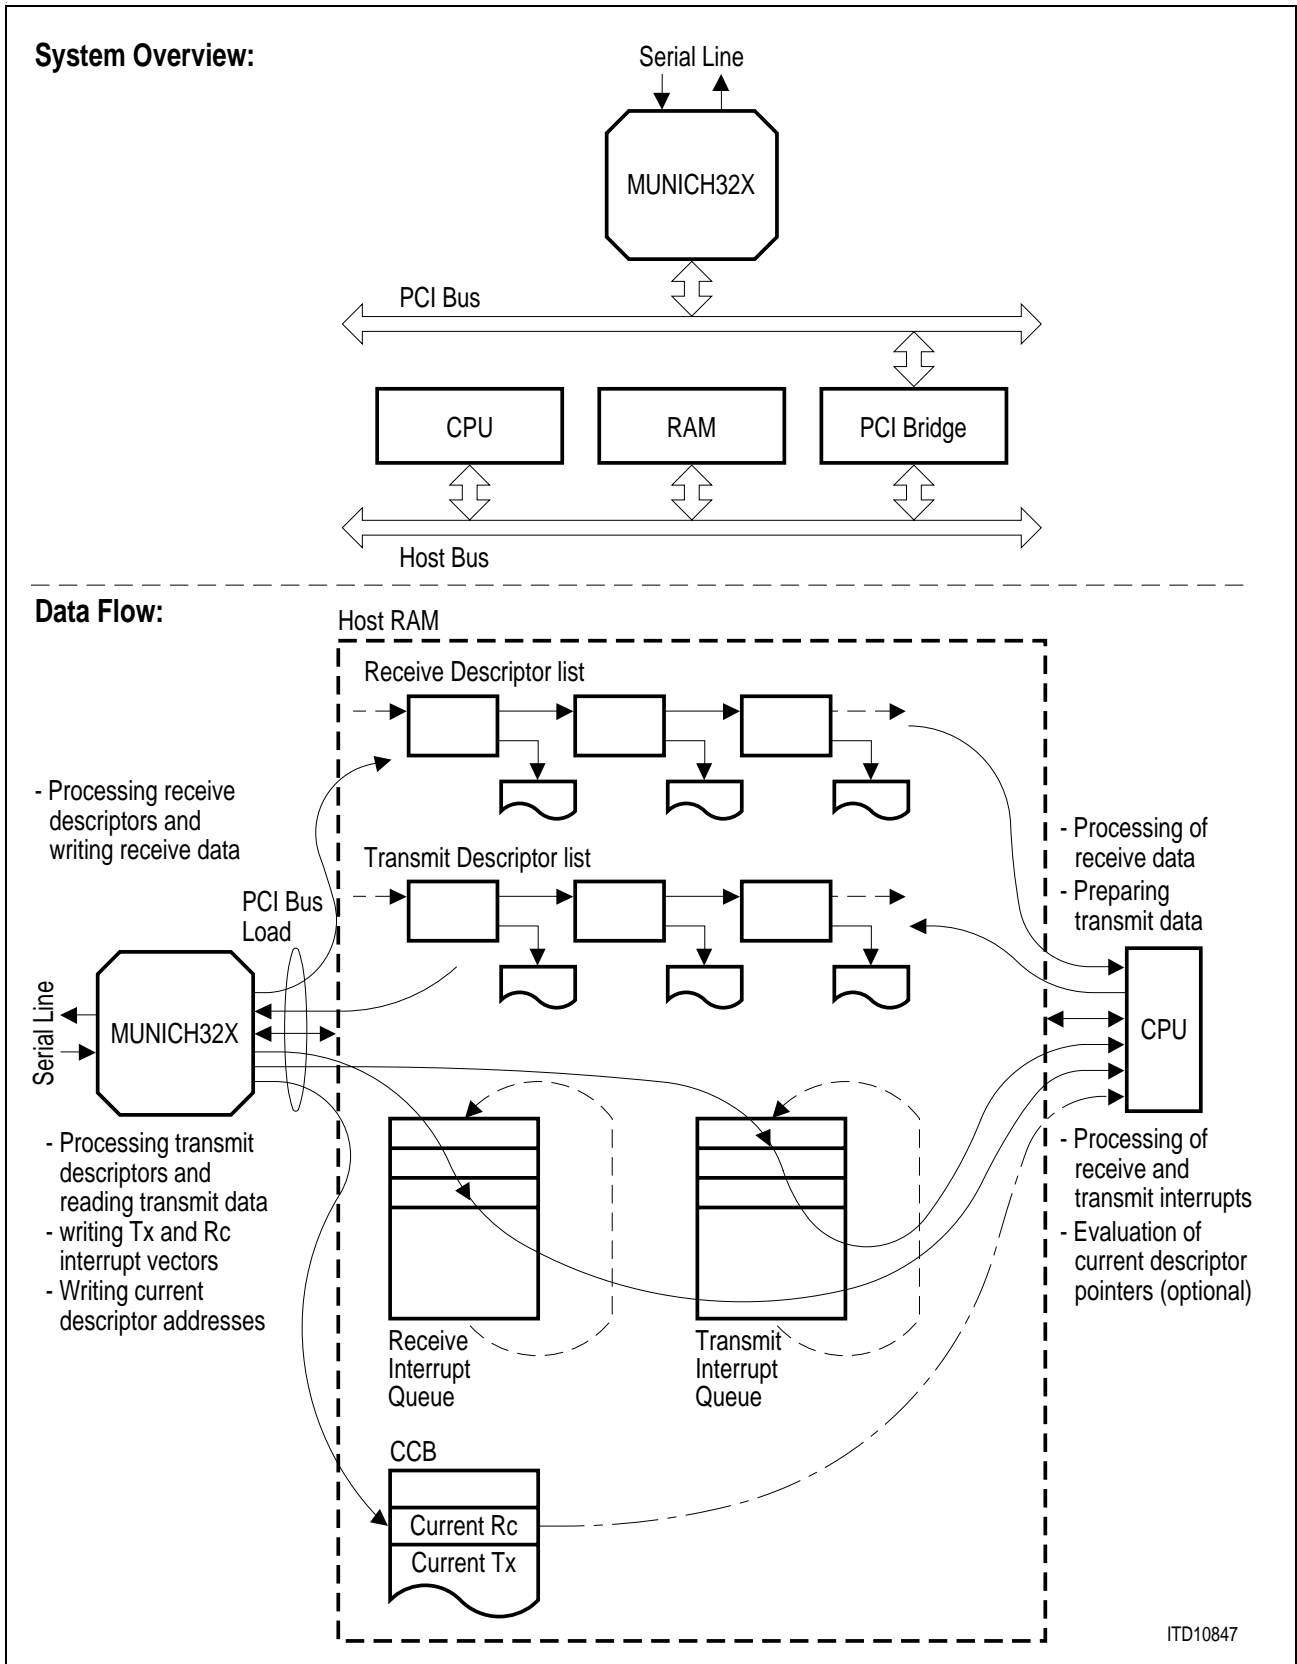 System Overview:
Serial Line
MUNICH32X
PCI Bus
CPU
RAM
PCI Bridge
Host Bus
Data Flow:
Host RAM
Receive Descriptor list
- Processing receive
descriptors and
writing receive data
Transmit Descriptor list
- Processing of
receive data
- Preparing
transmit data
PCI Bus
Load
Serial Line
MUNICH32X
CPU
- Processing transmit
descriptors and
reading transmit data
- writing Tx and Rc
interrupt vectors
- Writing current
descriptor addresses
- Processing of
receive and
transmit interrupts
- Evaluation of
current descriptor
pointers (optional)
Receive
Interrupt
Queue
Transmit
Interrupt
Queue
CCB
Current Rc
Current Tx
ITD10847